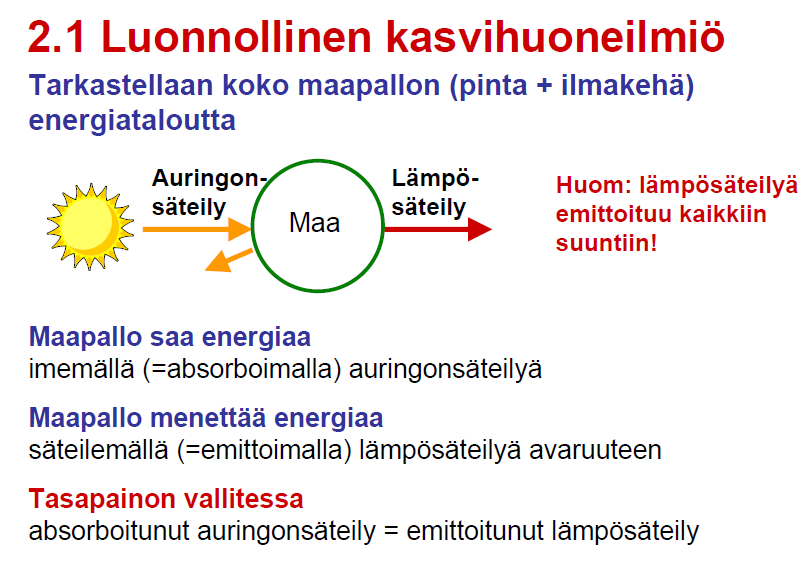 2.1 Luonnollinen kasvihuoneilmiö
Tarkastellaan koko maapallon (pinta + ilmakehä)
energiataloutta
Auringon-
säteily
Maa
Lämpö-
säteily
Huom: lämpösäteilyä
emittoituu kaikkiin
suuntiin!
Maapallo saa energiaa
imemällä (=absorboimalla) auringonsäteilyä
Maapallo menettää energiaa
säteilemällä (=emittoimalla) lämpösäteilyä avaruuteen
Tasapainon vallitessa
absorboitunut auringonsäteily = emittoitunut lämpösäteily